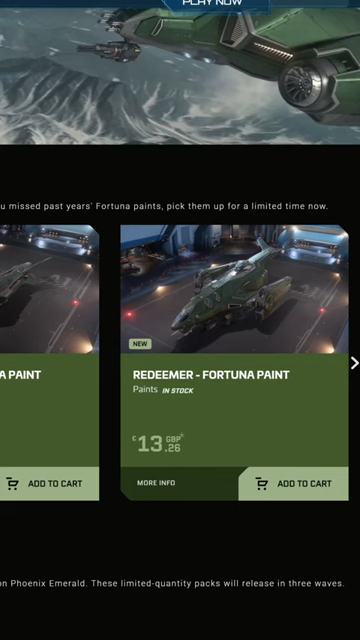 PLAY NOW
u missed past years' Fortuna paints, pick them up for a limited time now.
NEW
A PAINT
REDEEMER - FORTUNA PAINT
Paints IN STOCK
£13.26 GBP*
ADD TO CART
MORE INFO
ADD TO CART
on Phoenix Emerald. These limited-quantity packs will release in three waves.